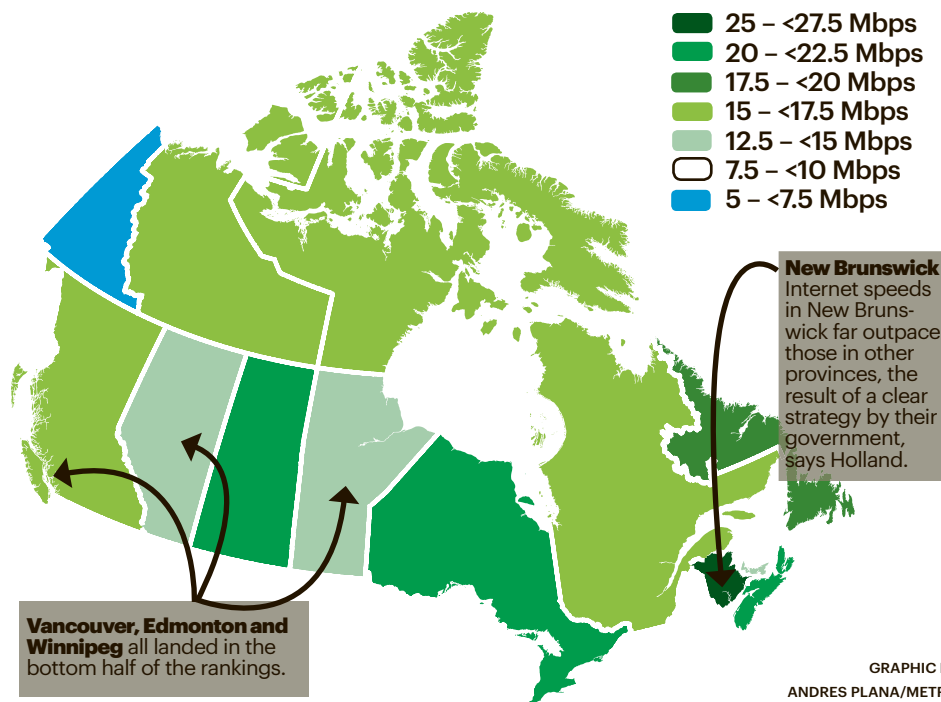 25 – <27.5 Mbps
20 – <22.5 Mbps
17.5 – <20 Mbps
15 – <17.5 Mbps
12.5 – <15 Mbps
7.5 – <10 Mbps
5 – <7.5 Mbps
New Brunswick
Internet speeds
in New Bruns-
wick far outpace
those in other
provinces, the
result of a clear
strategy by their
government,
says Holland.
Vancouver, Edmonton and
Winnipeg all landed in the
bottom half of the rankings.
GRAPHIC
ANDRES PLANA/METR